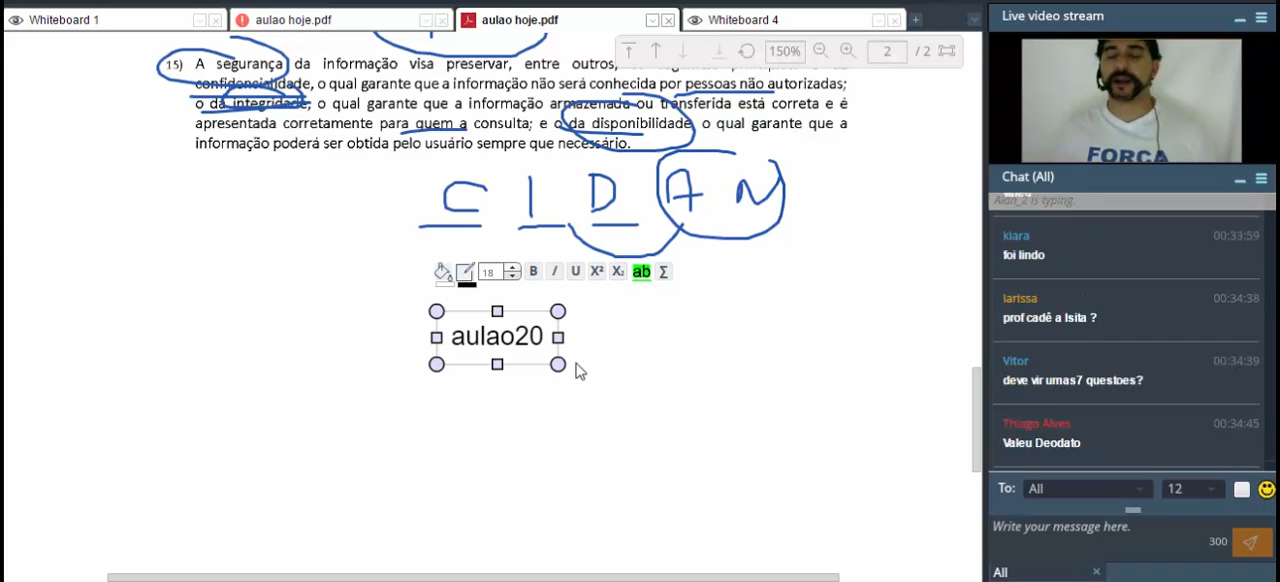 Whiteboard 1
aulao hoje.pdf
aulao hoje.pdf
Whiteboard 4
150%
2
/ 2
15) A segurança da informação visa preservar, entre outros,
confidencialidade, o qual garante que a informação não será conhecida por pessoas não autorizadas;
o da integridade, o qual garante que a informação armazenada ou transferida está correta e é
apresentada corretamente para quem a consulta; e o da disponibilidade, o qual garante que a
informação poderá ser obtida pelo usuário sempre que necessário.
C I D A N
18 B I U X² X₂ ab Σ
aulao20
Live video stream
FORÇA
Chat (All)
Alan_2 is typing.
kiara 00:33:59
foi lindo
larissa 00:34:38
prof cadê a Isita ?
Vitor 00:34:39
deve vir umas7 questoes?
Thiago Alves 00:34:45
Valeu Deodato
To: All 12
Write your message here.
300
All